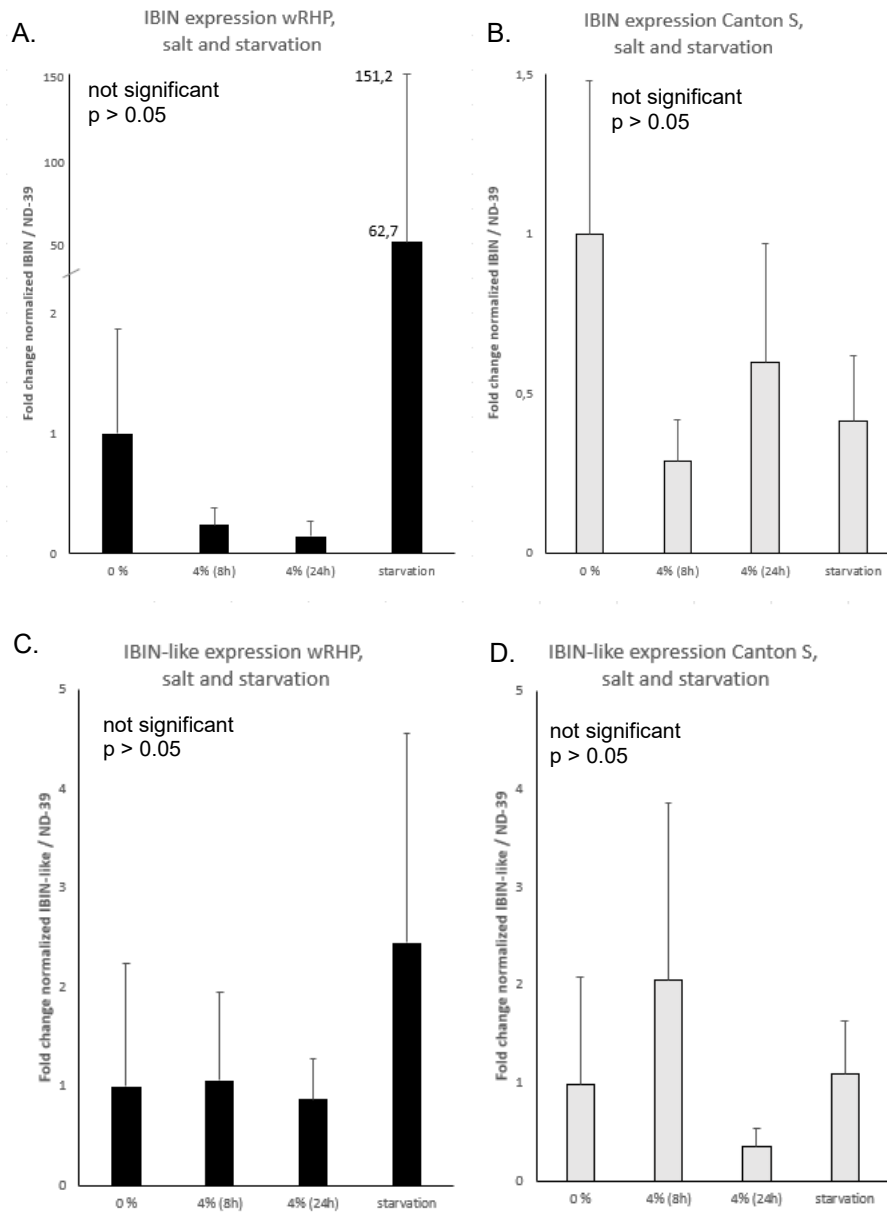 A.
IBIN expression wRHP,
salt and starvation
not significant
p > 0.05
151,2
62,7
150
100
50
2
1
0
Fold change normalized IBIN / ND-39
0 %
4% (8h)
4% (24h)
starvation
B.
IBIN expression Canton S,
salt and starvation
not significant
p > 0.05
1,5
1
0,5
0
Fold change normalized IBIN / ND-39
0 %
4% (8h)
4% (24h)
starvation
C.
IBIN-like expression wRHP,
salt and starvation
not significant
p > 0.05
5
4
3
2
1
0
Fold change normalized IBIN-like / ND-39
0 %
4% (8h)
4% (24h)
starvation
D.
IBIN-like expression Canton S,
salt and starvation
not significant
p > 0.05
5
4
3
2
1
0
Fold change normalized IBIN-like / ND-39
0 %
4% (8h)
4% (24h)
starvation